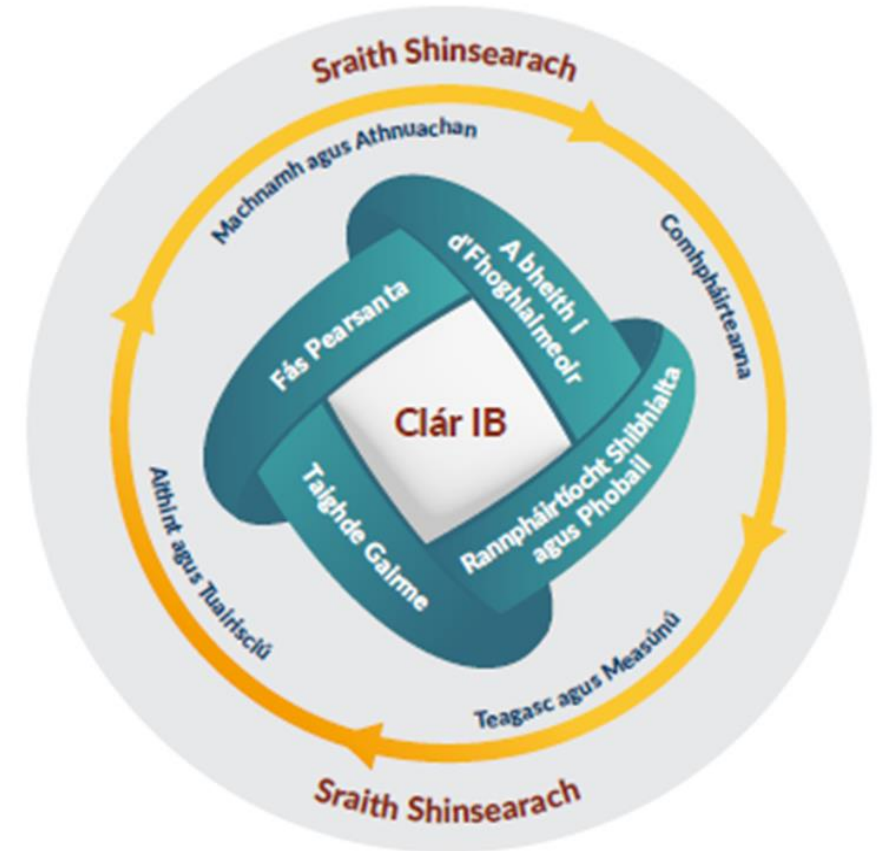 Sraith Shinsearach
Machnamh agus Athnuachan
Comhpháirteanna
A bheith i
d'Fhoghlaimeoir
Fás Pearsanta
Clár IB
Rannpháirtíocht Shibhialta
agus Phobail
Taighde Gairme
Aithint agus Tuairisciú
Teagasc agus Measúnú
Sraith Shinsearach